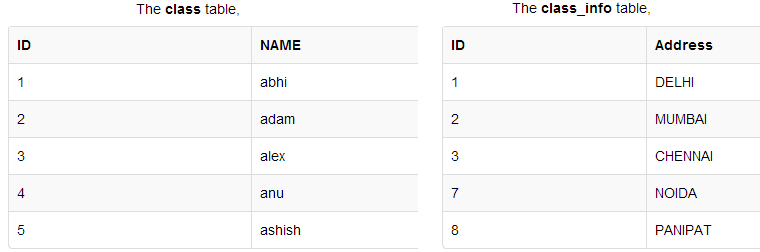 The class table,
ID NAME
1 abhi
2 adam
3 alex
4 anu
5 ashish
The class_info table,
ID Address
1 DELHI
2 MUMBAI
3 CHENNAI
7 NOIDA
8 PANIPAT